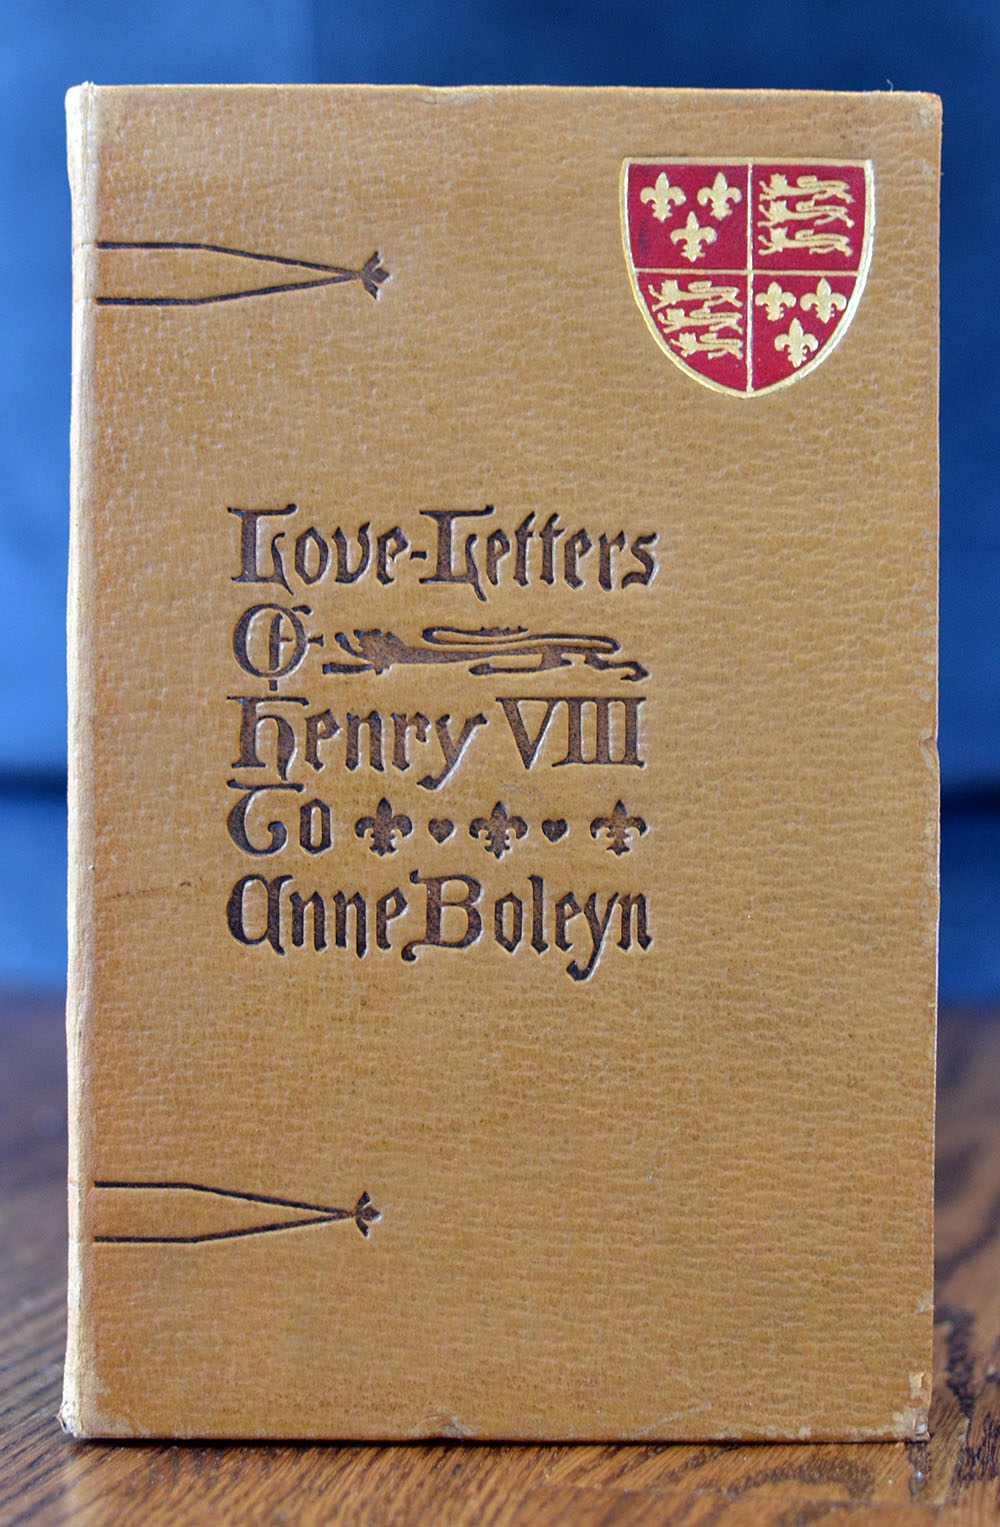 Love-Letters
Of
Henry VIII
To
Anne Boleyn